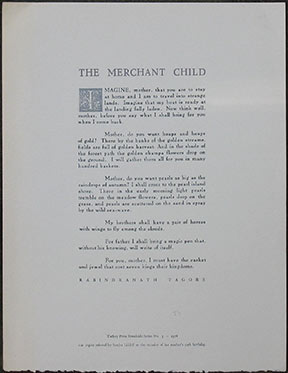 THE MERCHANT CHILD
IMAGINE, mother, that you are to stay
at home and I am to travel into strange
lands. Imagine that my boat is ready at
the landing fully laden. Now think well,
mother, before you say what I shall bring for you
when I come back.
Mother, do you want heaps and heaps
of gold? There by the banks of the golden streams,
fields are full of golden harvest. And in the shade of
the forest path the golden champa flowers drop on
the ground. I will gather them all for you in many
hundred baskets.
Mother, do you want pearls as big as the
raindrops of autumn? I shall cross to the pearl island
shore. There in the early morning light pearls
tremble on the meadow flowers, pearls drop on the
grass, and pearls are scattered on the sand in spray
by the wild sea-waves.
My brothers shall have a pair of horses
with wings to fly among the clouds.
For father I shall bring a magic pen that,
without his knowing, will write of itself.
For you, mother, I must have the casket
and jewel that cost seven kings their kingdoms.
RABINDRANATH TAGORE